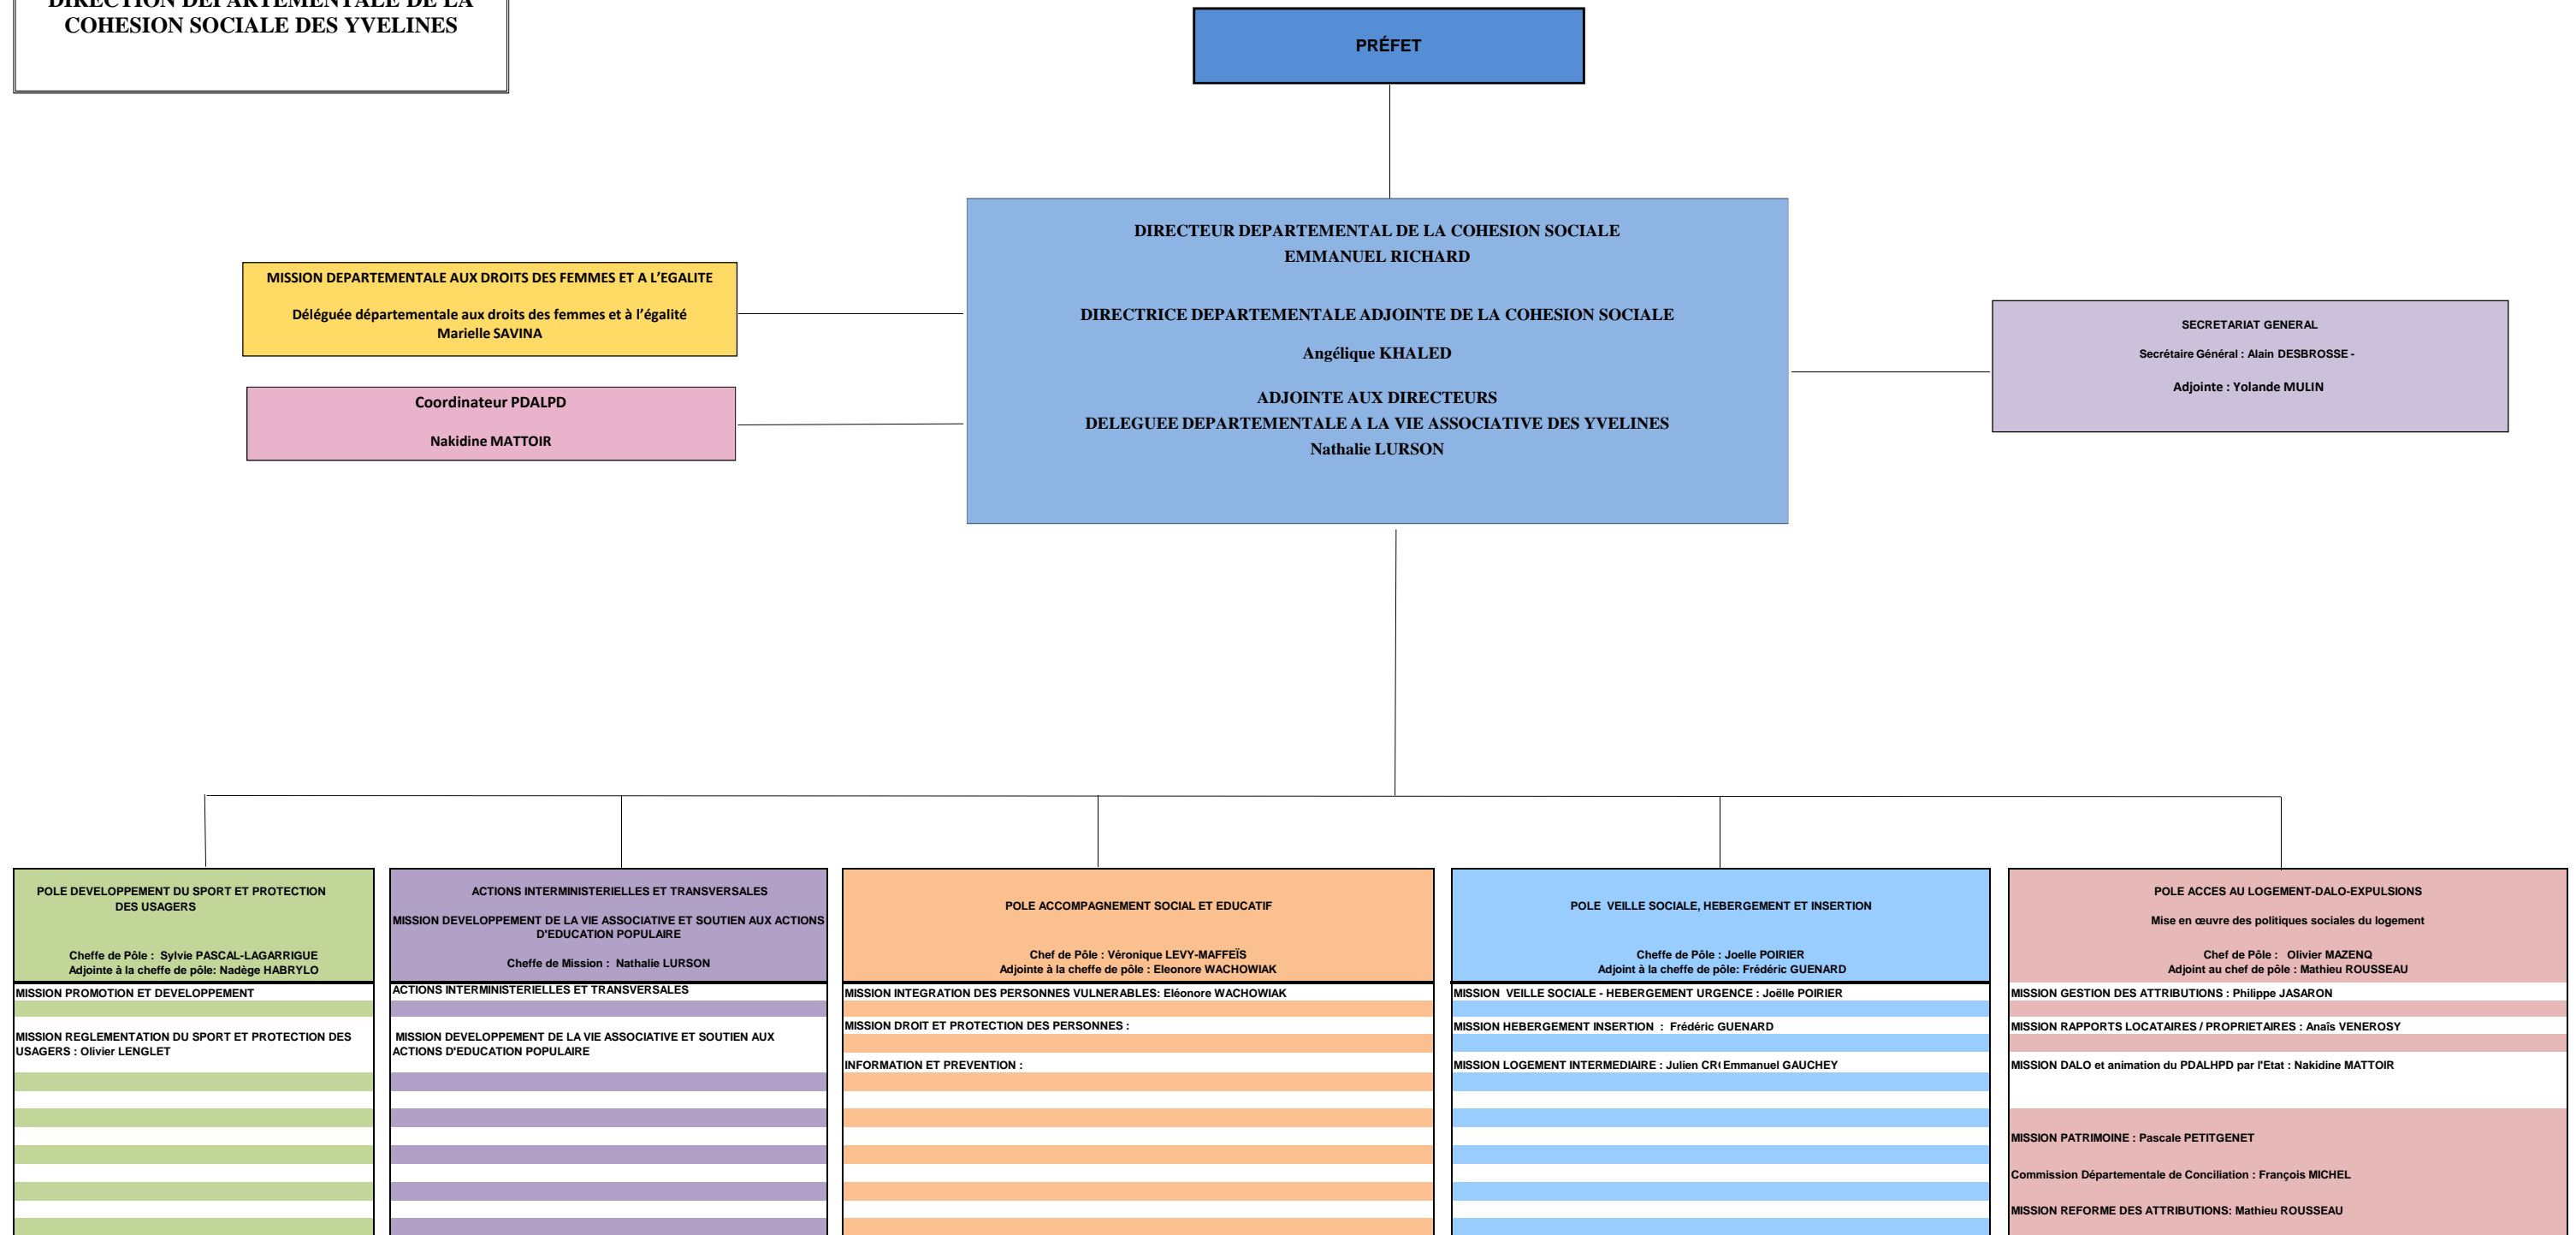 DIRECTION DEPARTEMENTALE DE LA
COHESION SOCIALE DES YVELINES
PRÉFET
DIRECTEUR DEPARTEMENTAL DE LA COHESION SOCIALE
EMMANUEL RICHARD
DIRECTRICE DEPARTEMENTALE ADJOINTE DE LA COHESION SOCIALE
Angélique KHALED
ADJOINTE AUX DIRECTEURS
DELEGUEE DEPARTEMENTALE A LA VIE ASSOCIATIVE DES YVELINES
Nathalie LURSON
MISSION DEPARTEMENTALE AUX DROITS DES FEMMES ET A L’EGALITE
Déléguée départementale aux droits des femmes et à l’égalité
Marielle SAVINA
Coordinateur PDALPD
Nakidine MATTOIR
SECRETARIAT GENERAL
Secrétaire Général : Alain DESBROSSE -
Adjointe : Yolande MULIN
POLE DEVELOPPEMENT DU SPORT ET PROTECTION
DES USAGERS
Cheffe de Pôle : Sylvie PASCAL-LAGARRIGUE
Adjointe à la cheffe de pôle: Nadège HABRYLO
MISSION PROMOTION ET DEVELOPPEMENT
MISSION REGLEMENTATION DU SPORT ET PROTECTION DES
USAGERS : Olivier LENGLET
ACTIONS INTERMINISTERIELLES ET TRANSVERSALES
MISSION DEVELOPPEMENT DE LA VIE ASSOCIATIVE ET SOUTIEN AUX ACTIONS
D'EDUCATION POPULAIRE
Cheffe de Mission : Nathalie LURSON
ACTIONS INTERMINISTERIELLES ET TRANSVERSALES
MISSION DEVELOPPEMENT DE LA VIE ASSOCIATIVE ET SOUTIEN AUX
ACTIONS D'EDUCATION POPULAIRE
POLE ACCOMPAGNEMENT SOCIAL ET EDUCATIF
Chef de Pôle : Véronique LEVY-MAFFEÏS
Adjointe à la cheffe de pôle : Eleonore WACHOWIAK
MISSION INTEGRATION DES PERSONNES VULNERABLES: Eléonore WACHOWIAK
MISSION DROIT ET PROTECTION DES PERSONNES :
INFORMATION ET PREVENTION :
POLE VEILLE SOCIALE, HEBERGEMENT ET INSERTION
Cheffe de Pôle : Joelle POIRIER
Adjoint à la cheffe de pôle: Frédéric GUENARD
MISSION VEILLE SOCIALE - HEBERGEMENT URGENCE : Joëlle POIRIER
MISSION HEBERGEMENT INSERTION : Frédéric GUENARD
MISSION LOGEMENT INTERMEDIAIRE : Julien Emmanuel GAUCHEY
POLE ACCES AU LOGEMENT-DALO-EXPULSIONS
Mise en œuvre des politiques sociales du logement
Chef de Pôle : Olivier MAZENQ
Adjoint au chef de pôle : Mathieu ROUSSEAU
MISSION GESTION DES ATTRIBUTIONS : Philippe JASARON
MISSION RAPPORTS LOCATAIRES / PROPRIETAIRES : Anaïs VENEROSY
MISSION DALO et animation du PDALHPD par l'Etat : Nakidine MATTOIR
MISSION PATRIMOINE : Pascale PETITGENET
Commission Départementale de Conciliation : François MICHEL
MISSION REFORME DES ATTRIBUTIONS: Mathieu ROUSSEAU